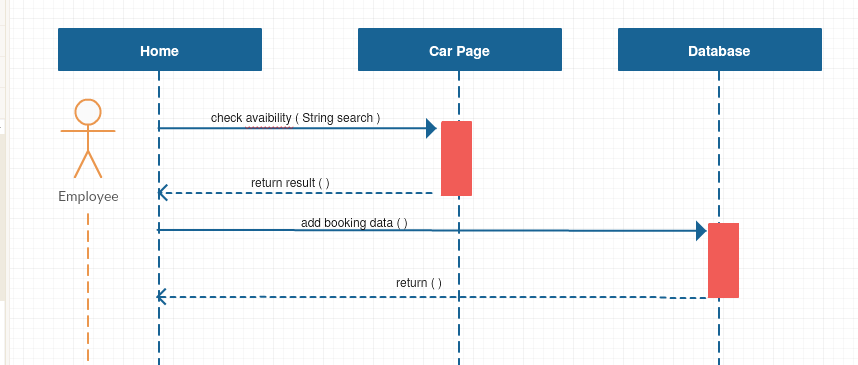 Home
Car Page
Database
check avaibility ( String search )
Employee
return result ( )
add booking data ( )
return ( )